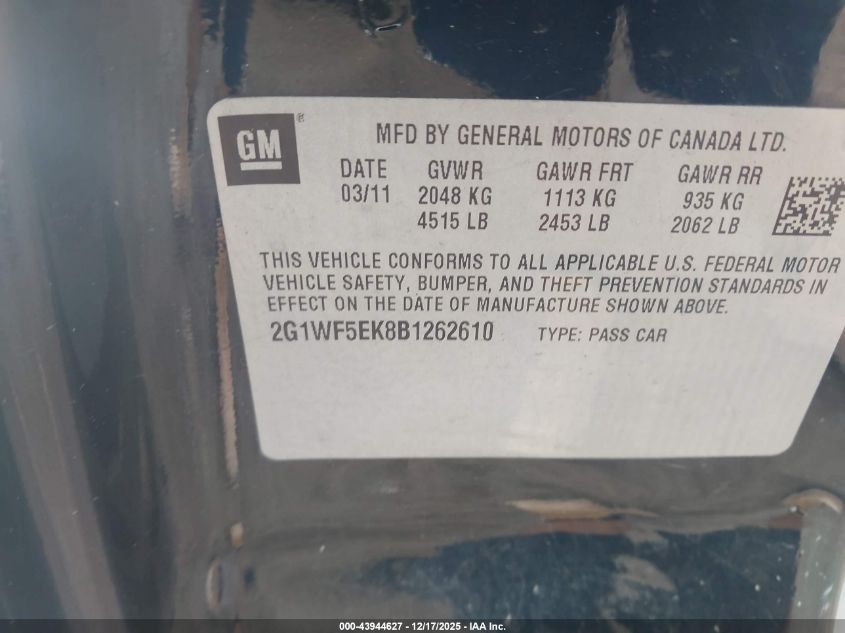 GM ®
MFD BY GENERAL MOTORS OF CANADA LTD.
DATE GVWR GAWR FRT GAWR RR
03/11 2048 KG 1113 KG 935 KG
4515 LB 2453 LB 2062 LB
THIS VEHICLE CONFORMS TO ALL APPLICABLE U.S. FEDERAL MOTOR
VEHICLE SAFETY, BUMPER, AND THEFT PREVENTION STANDARDS IN
EFFECT ON THE DATE OF MANUFACTURE SHOWN ABOVE.
2G1WF5EK8B1262610 TYPE: PASS CAR
000-43944627 - 12/17/2025 - IAA Inc.